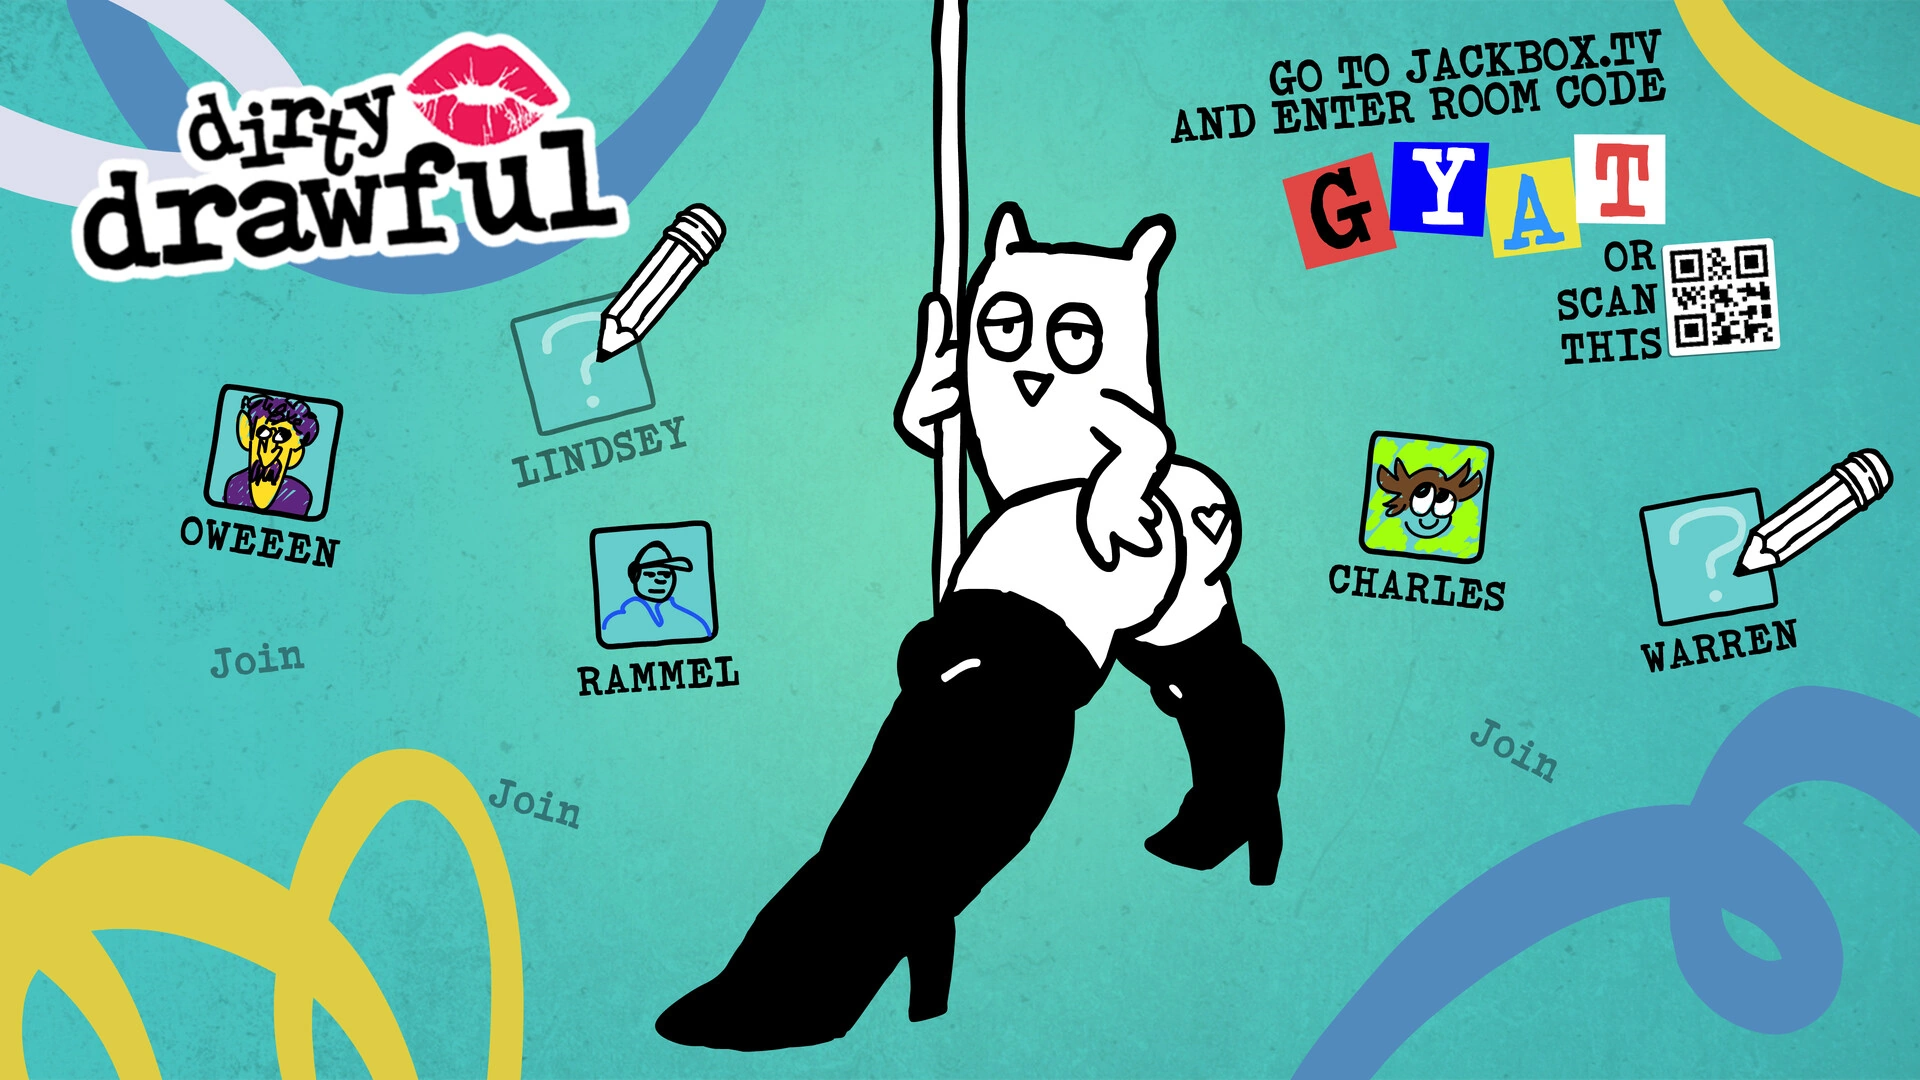 dirty
drawful
GO TO JACKBOX.TV
AND ENTER ROOM CODE
GYAT
OR
SCAN
THIS
LINDSEY
OWEEEN
RAMMEL
CHARLES
WARREN
Join
Join
Join